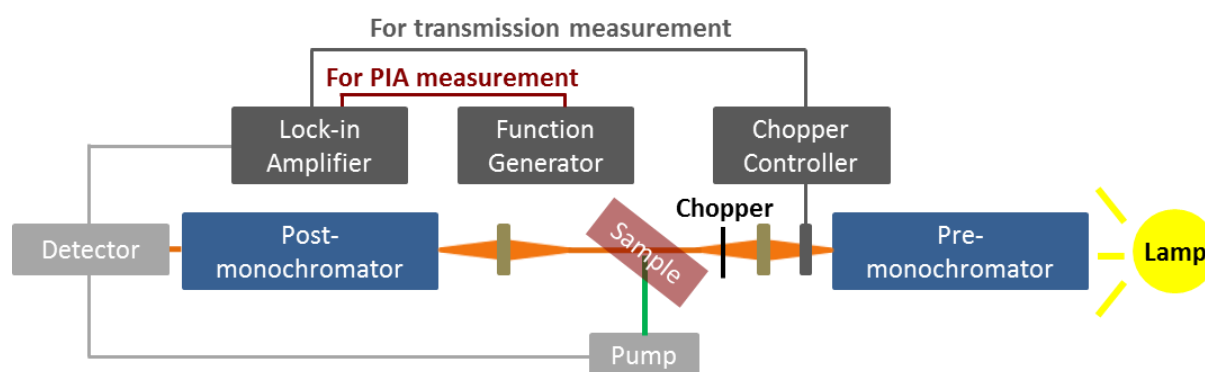 For transmission measurement
For PIA measurement
Lock-in
Amplifier
Function
Generator
Chopper
Controller
Chopper
Detector
Post-
monochromator
Sample
Pre-
monochromator
Lamp
Pump